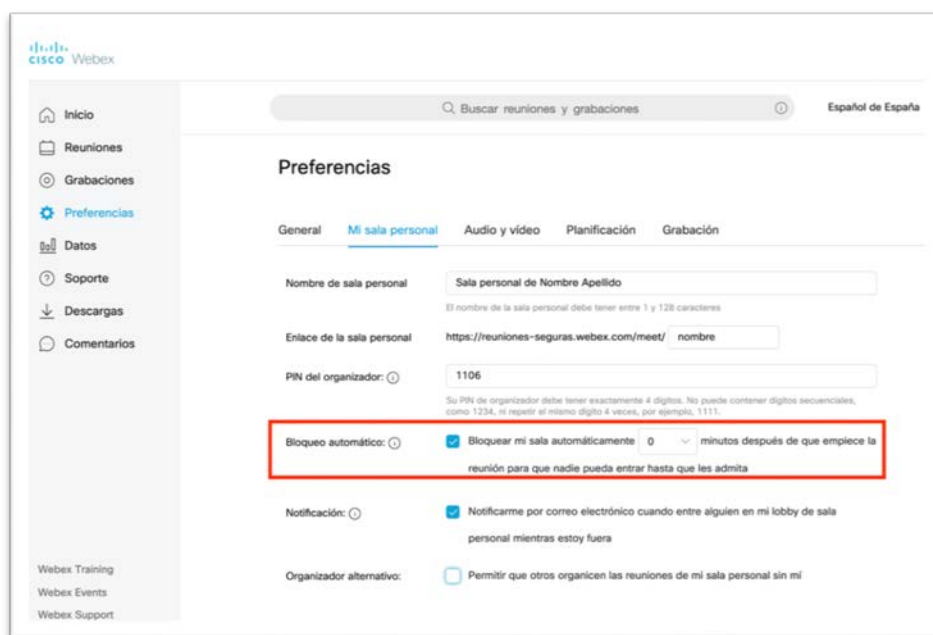 cisco Webex
Buscar reuniones y grabaciones
Español de España
Inicio
Reuniones
Grabaciones
Preferencias
Datos
Soporte
Descargas
Comentarios
Webex Training
Webex Events
Webex Support
Preferencias
General Mi sala personal Audio y vídeo Planificación Grabación
Nombre de sala personal Sala personal de Nombre Apellido
El nombre de la sala personal debe tener entre 1 y 128 caracteres
Enlace de la sala personal https://reuniones-seguras.webex.com/meet/ nombre
PIN del organizador: 1106
Su PIN de organizador debe tener exactamente 4 dígitos. No puede contener dígitos secuenciales,
como 1234, ni repetir el mismo dígito 4 veces, por ejemplo, 1111.
Bloqueo automático: Bloquear mi sala automáticamente 0 minutos después de que empiece la
reunión para que nadie pueda entrar hasta que les admita
Notificación: Notificarme por correo electrónico cuando entre alguien en mi lobby de sala
personal mientras estoy fuera
Organizador alternativo: Permitir que otros organicen las reuniones de mi sala personal sin mí